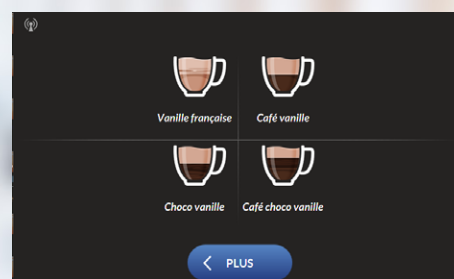 Vanille française
Café vanille
Choco vanille
Café choco vanille
PLUS